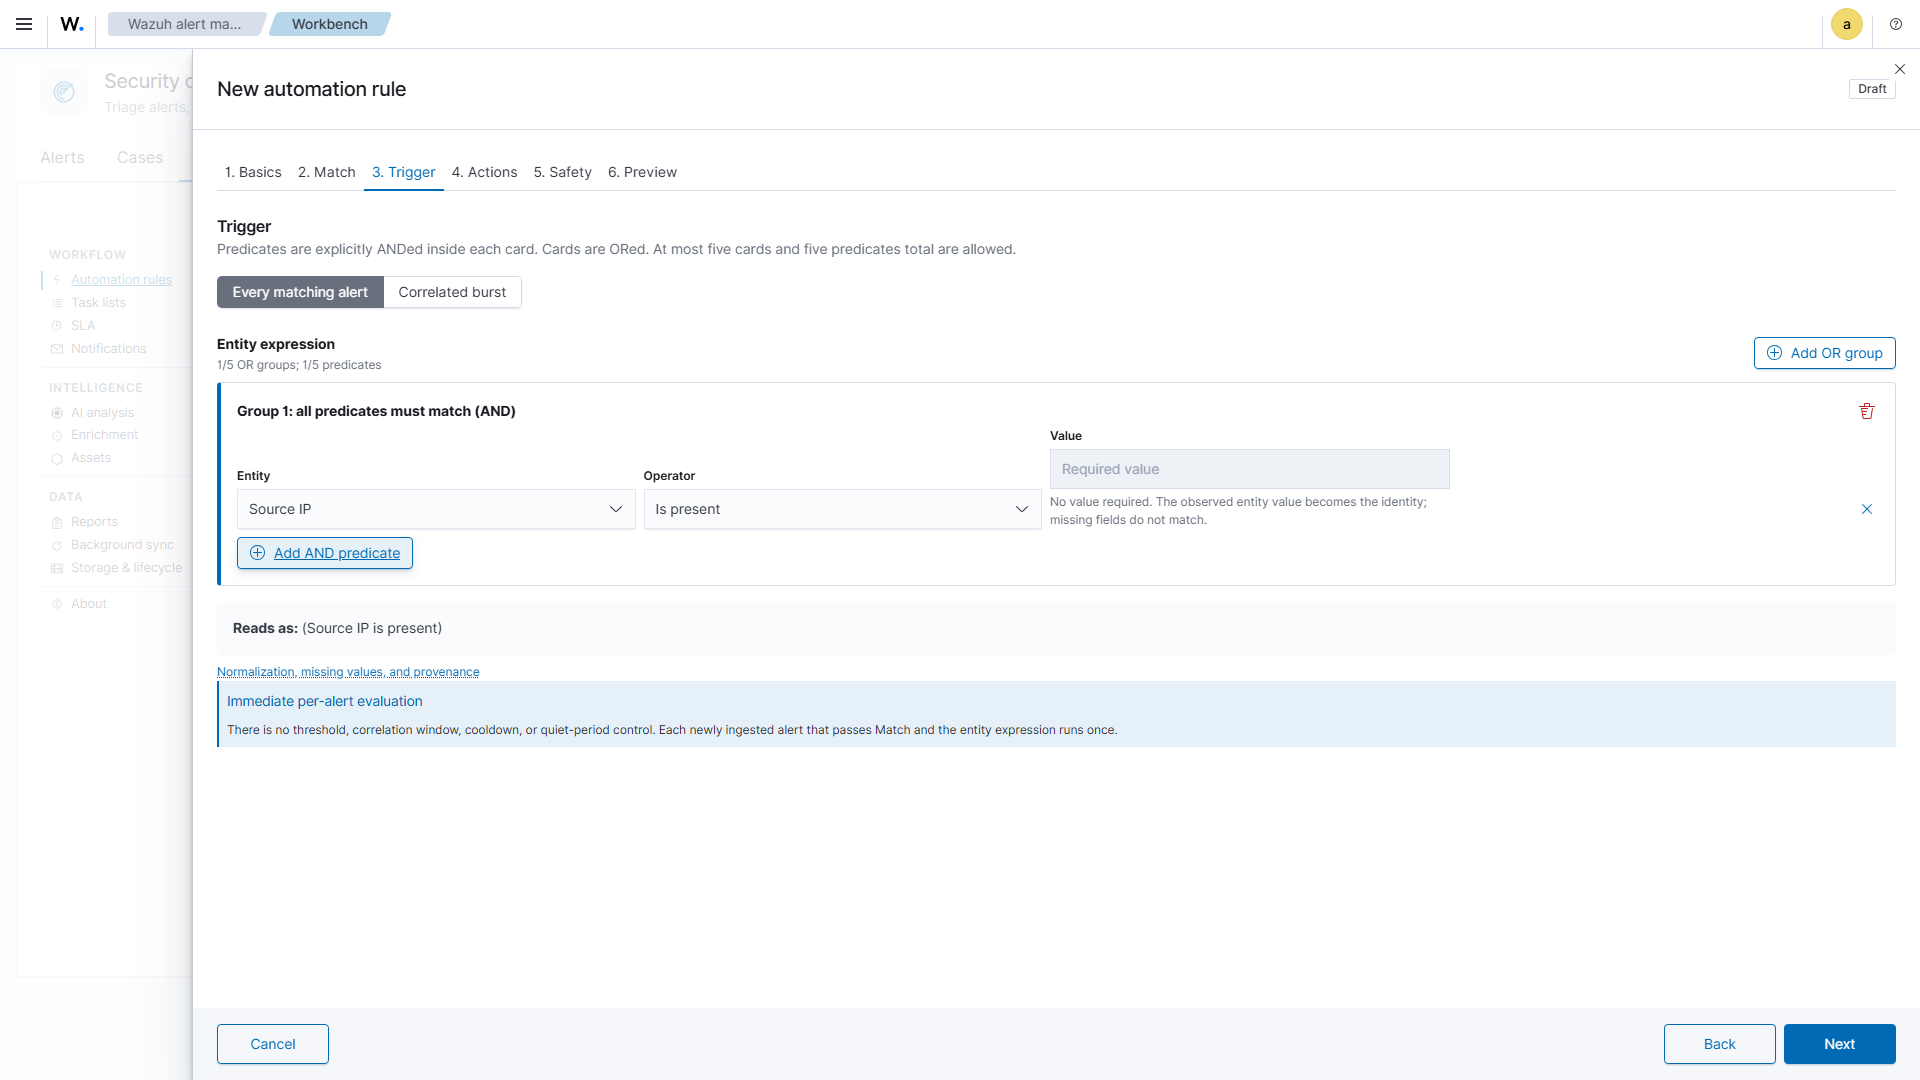 W.
Wazuh alert ma...
Workbench
a
Security c
Triage alerts,
Alerts
Cases
WORKFLOW
Automation rules
Task lists
SLA
Notifications
INTELLIGENCE
AI analysis
Enrichment
Assets
DATA
Reports
Background sync
Storage & lifecycle
About
New automation rule
Draft
1. Basics
2. Match
3. Trigger
4. Actions
5. Safety
6. Preview
Trigger
Predicates are explicitly ANDed inside each card. Cards are ORed. At most five cards and five predicates total are allowed.
Every matching alert
Correlated burst
Entity expression
1/5 OR groups; 1/5 predicates
Add OR group
Group 1: all predicates must match (AND)
Entity
Source IP
Operator
Is present
Value
Required value
No value required. The observed entity value becomes the identity;
missing fields do not match.
Add AND predicate
Reads as: (Source IP is present)
Normalization, missing values, and provenance
Immediate per-alert evaluation
There is no threshold, correlation window, cooldown, or quiet-period control. Each newly ingested alert that passes Match and the entity expression runs once.
Cancel
Back
Next